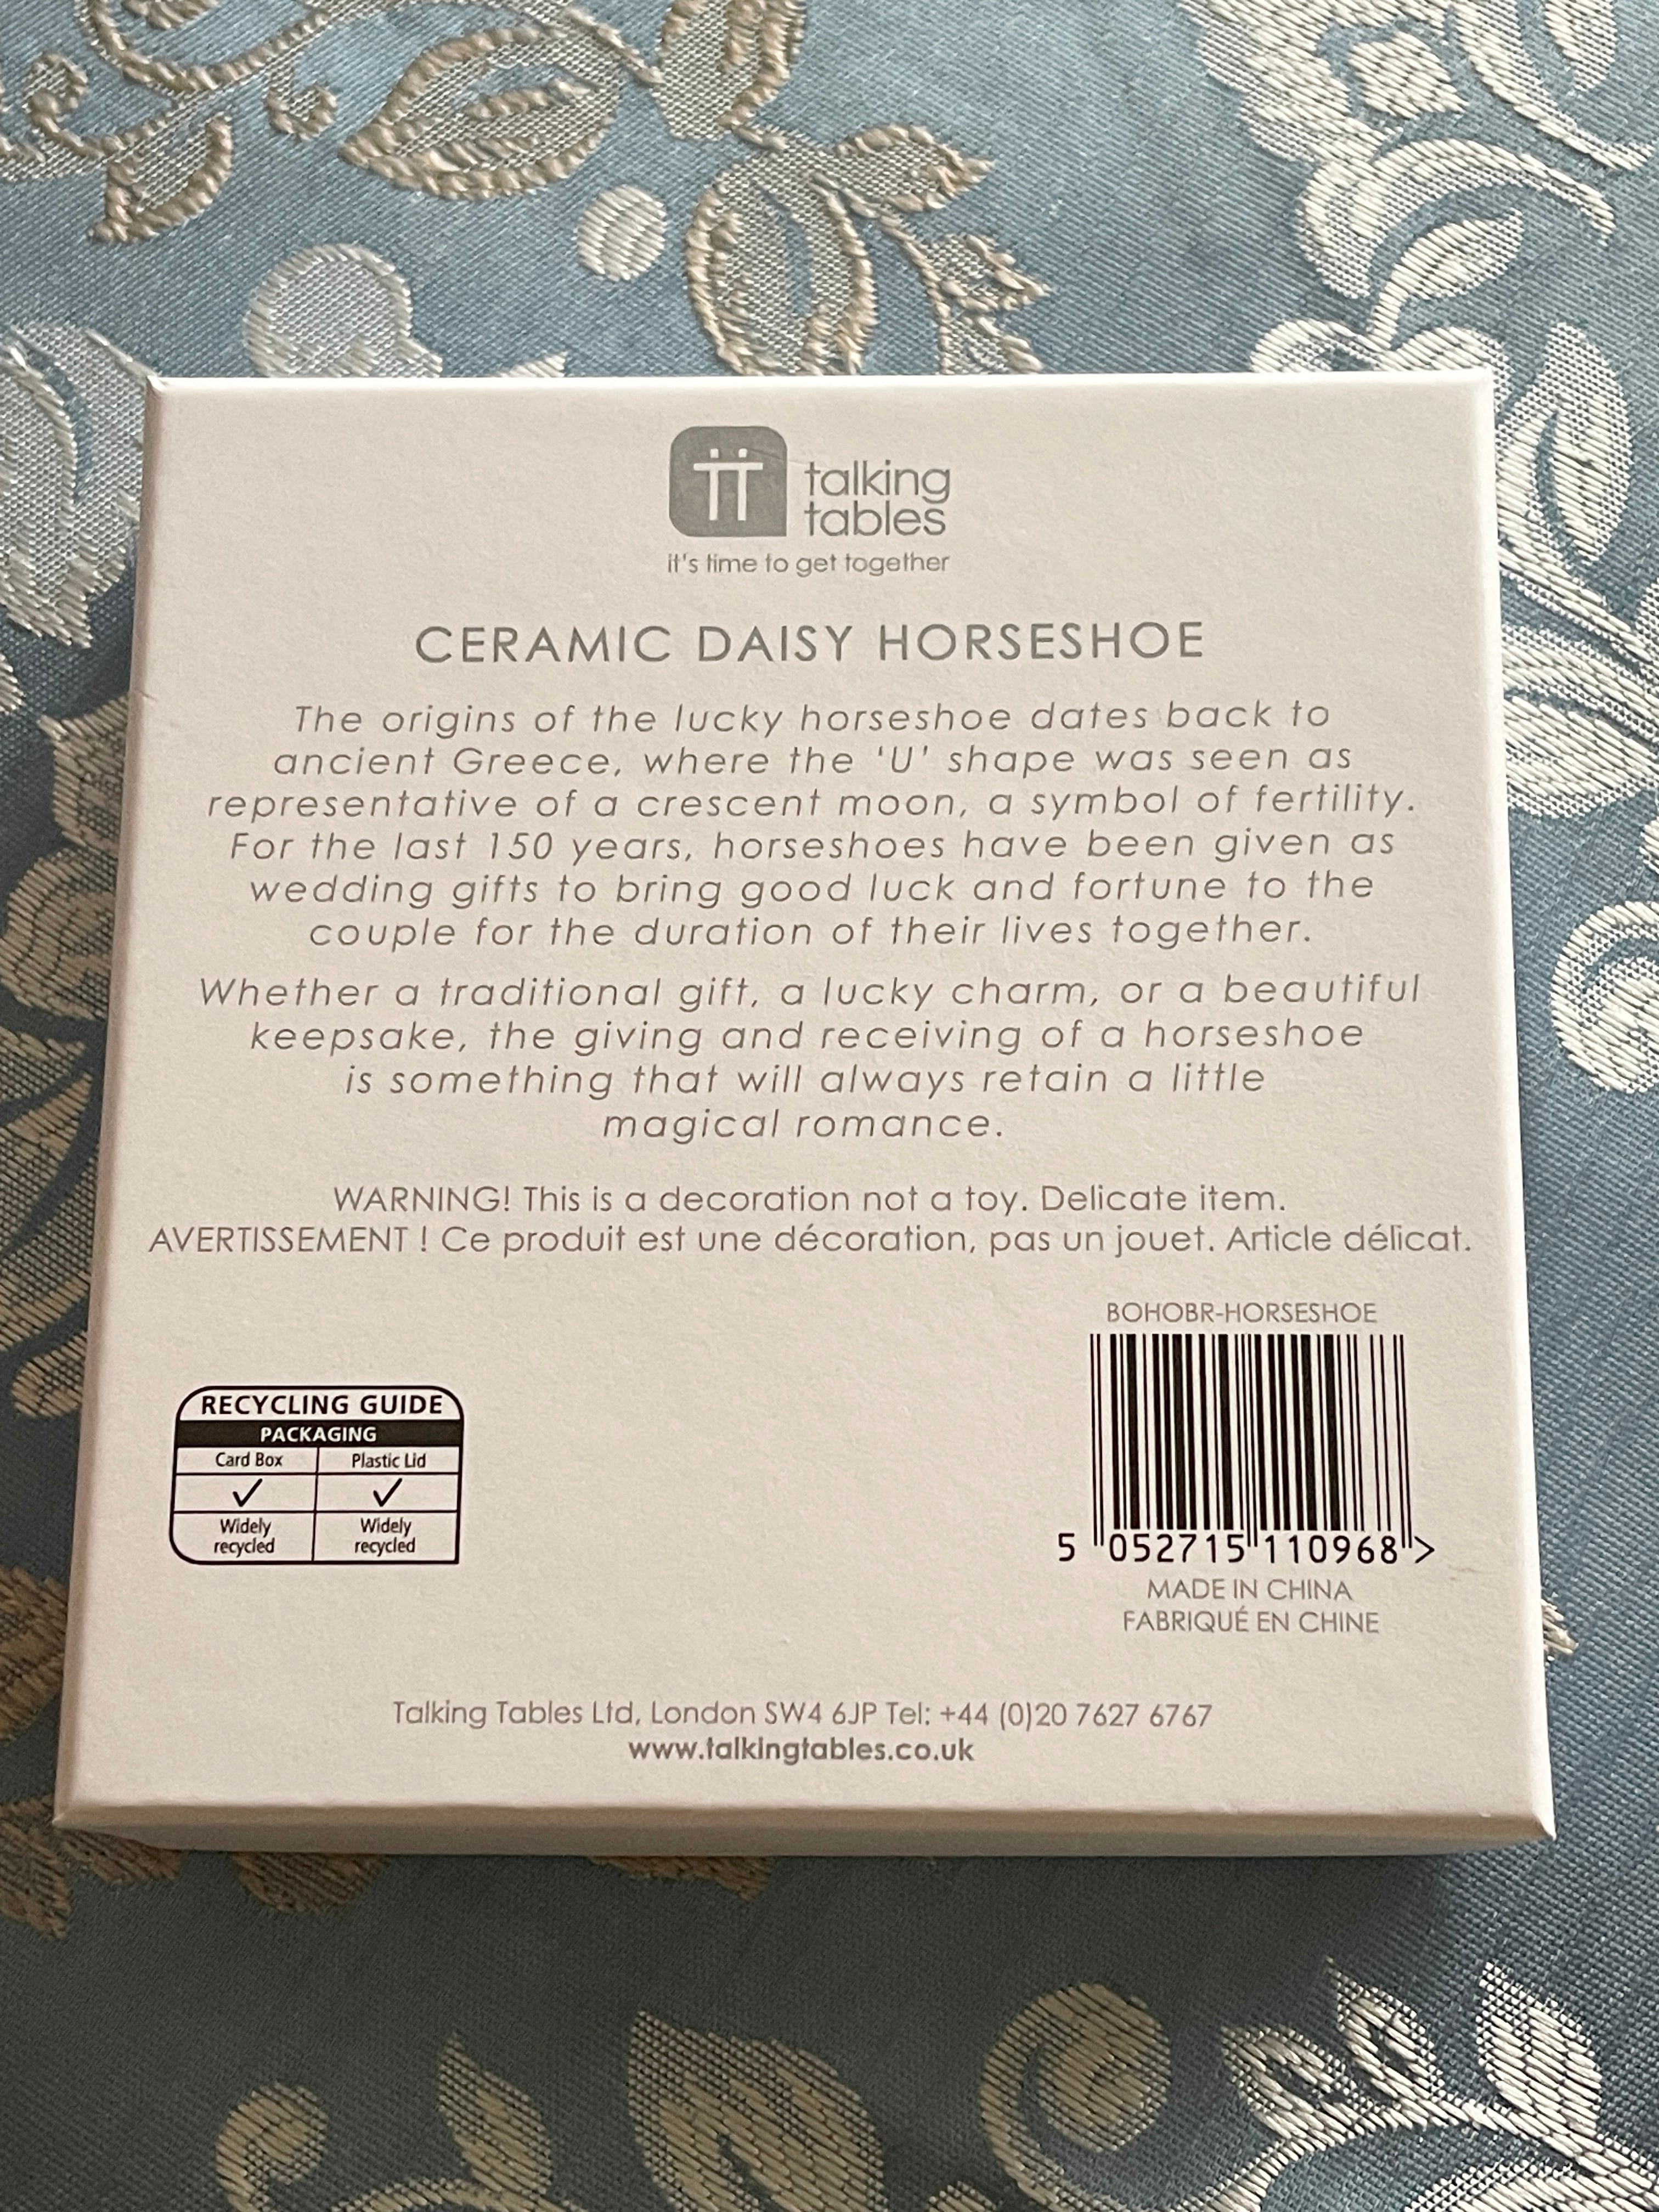 talking
tables
it's time to get together
CERAMIC DAISY HORSESHOE
The origins of the lucky horseshoe dates back to
ancient Greece, where the 'U' shape was seen as
representative of a crescent moon, a symbol of fertility.
For the last 150 years, horseshoes have been given as
wedding gifts to bring good luck and fortune to the
couple for the duration of their lives together.
Whether a traditional gift, a lucky charm, or a beautiful
keepsake, the giving and receiving of a horseshoe
is something that will always retain a little
magical romance.
WARNING! This is a decoration not a toy. Delicate item.
AVERTISSEMENT ! Ce produit est une décoration, pas un jouet. Article délicat.
RECYCLING GUIDE
PACKAGING
Card Box Plastic Lid
✓ ✓
Widely Widely
recycled recycled
BOHOBR-HORSESHOE
5 052715 110968 >
MADE IN CHINA
FABRIQUÉ EN CHINE
Talking Tables Ltd, London SW4 6JP Tel: +44 (0)20 7627 6767
www.talkingtables.co.uk